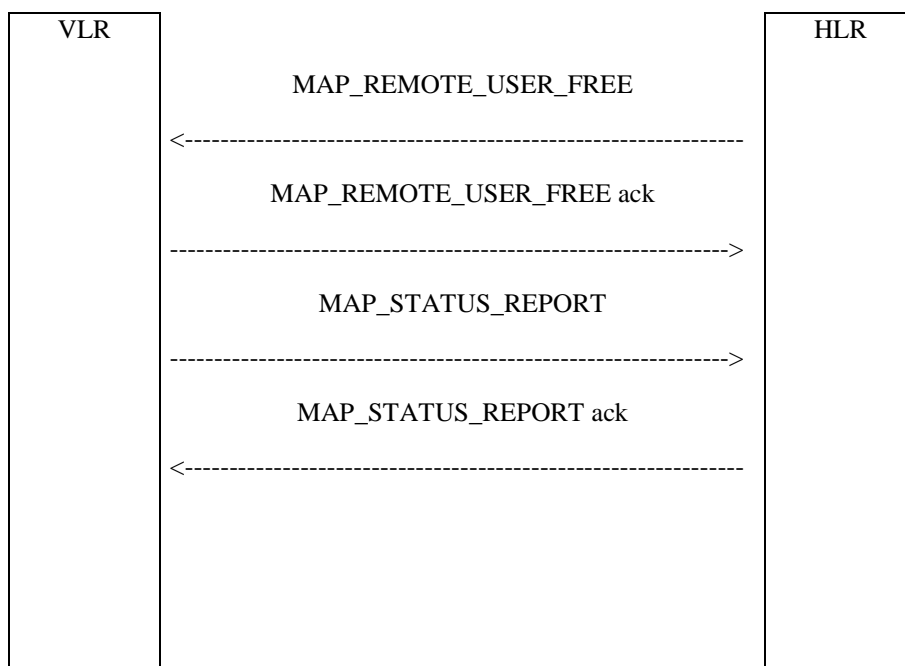 VLR HLR
MAP_REMOTE_USER_FREE
MAP_REMOTE_USER_FREE ack
MAP_STATUS_REPORT
MAP_STATUS_REPORT ack